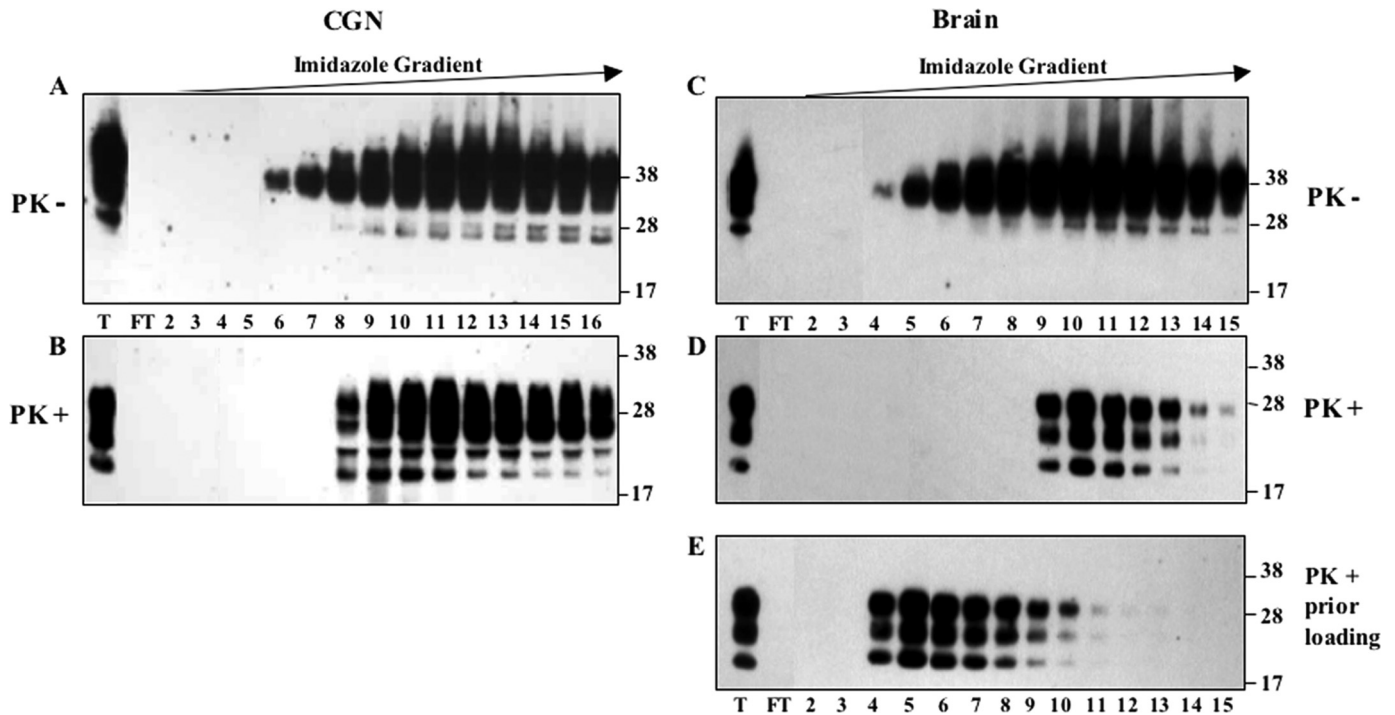 CGN
Brain
Imidazole Gradient
Imidazole Gradient
A
C
PK -
38
28
17
38
28
17
PK -
T FT 2 3 4 5 6 7 8 9 10 11 12 13 14 15 16
T FT 2 3 4 5 6 7 8 9 10 11 12 13 14 15
B
D
PK +
38
28
17
38
28
17
PK +
E
38
28
17
PK +
prior
loading
T FT 2 3 4 5 6 7 8 9 10 11 12 13 14 15